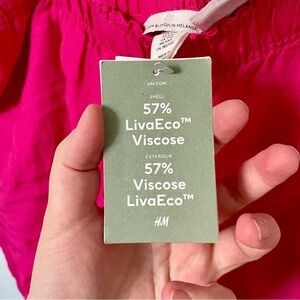 HM.COM
SHELL
57%
LivaEco™
Viscose
EXTÉRIEUR
57%
Viscose
LivaEco™
H&M